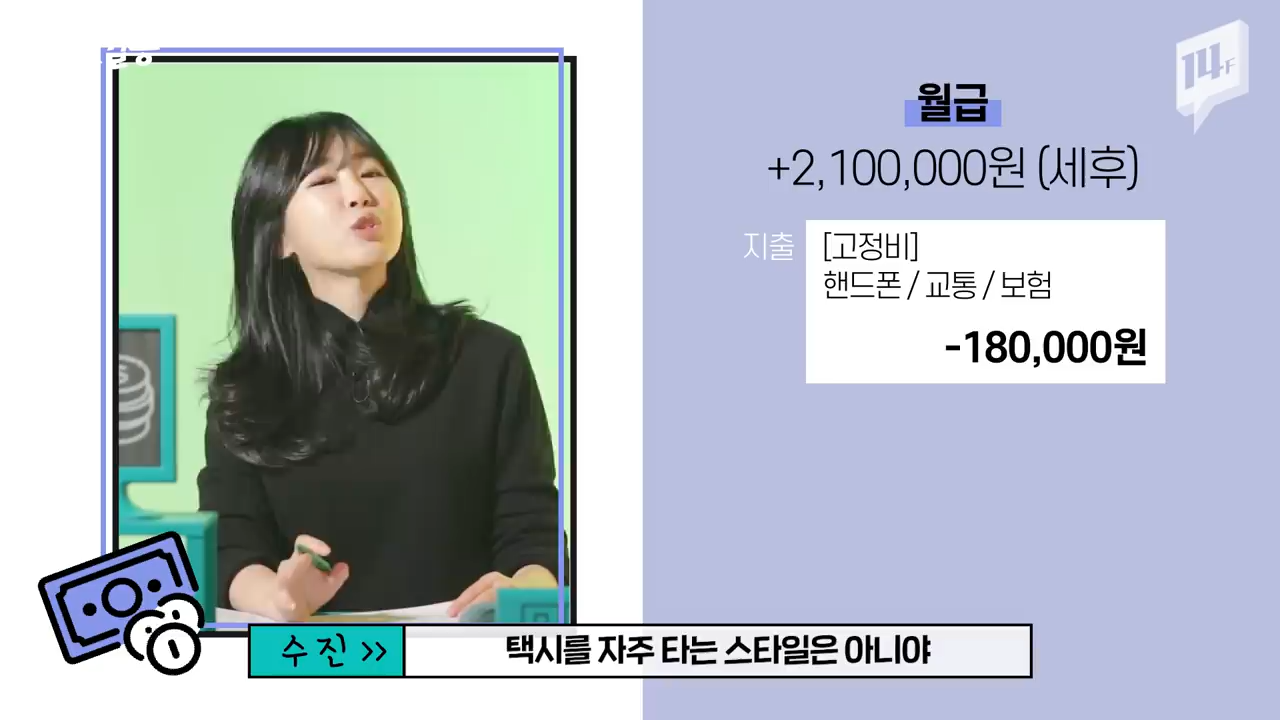 14F
월급
+2,100,000원 (세후)
지출
[고정비]
핸드폰 / 교통 / 보험
-180,000원
수진 >>
택시를 자주 타는 스타일은 아니야